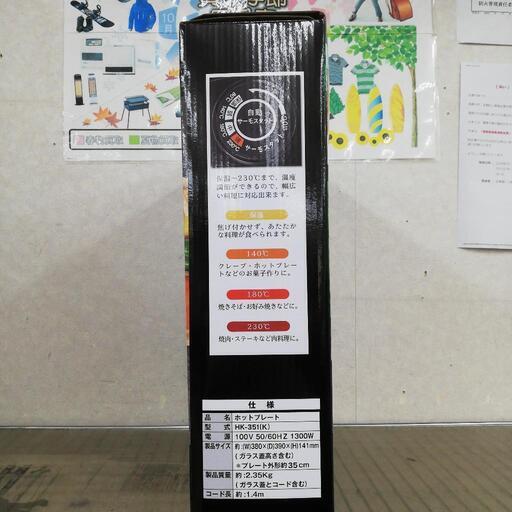 10月
自動
サーモスタット
保温～230℃まで、温度
調節ができるので、幅広
い料理に対応出来ます。
保温
焦げ付かせず、あたたか
な料理が食べられます。
140℃
クレープ・ホットプレー
トなどのお菓子作りに。
180℃
焼きそば・お好み焼きなどに。
230℃
焼肉・ステーキなど肉料理に。
仕様
品名 ホットプレート
型式 HK-351(K)
電源 100V 50/60HZ 1300W
製品サイズ 約:(W)380×(D)390×(H)141mm
(ガラス蓋高さ含む)
*プレート外形約35cm
製品質量 約:2.35Kg
(ガラス蓋とコード含む)
コード長 約:1.4m